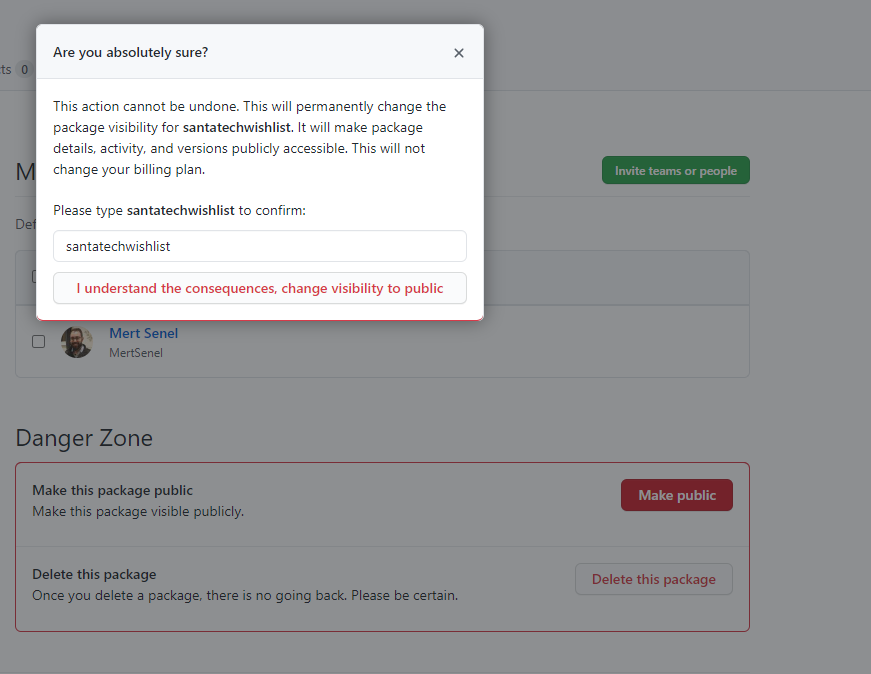 Are you absolutely sure?
×
This action cannot be undone. This will permanently change the
package visibility for santatechwishlist. It will make package
details, activity, and versions publicly accessible. This will not
change your billing plan.
Please type santatechwishlist to confirm:
santatechwishlist
I understand the consequences, change visibility to public
ts 0
M
Invite teams or people
Def
Mert Senel
MertSenel
Danger Zone
Make this package public
Make this package visible publicly.
Make public
Delete this package
Once you delete a package, there is no going back. Please be certain.
Delete this package